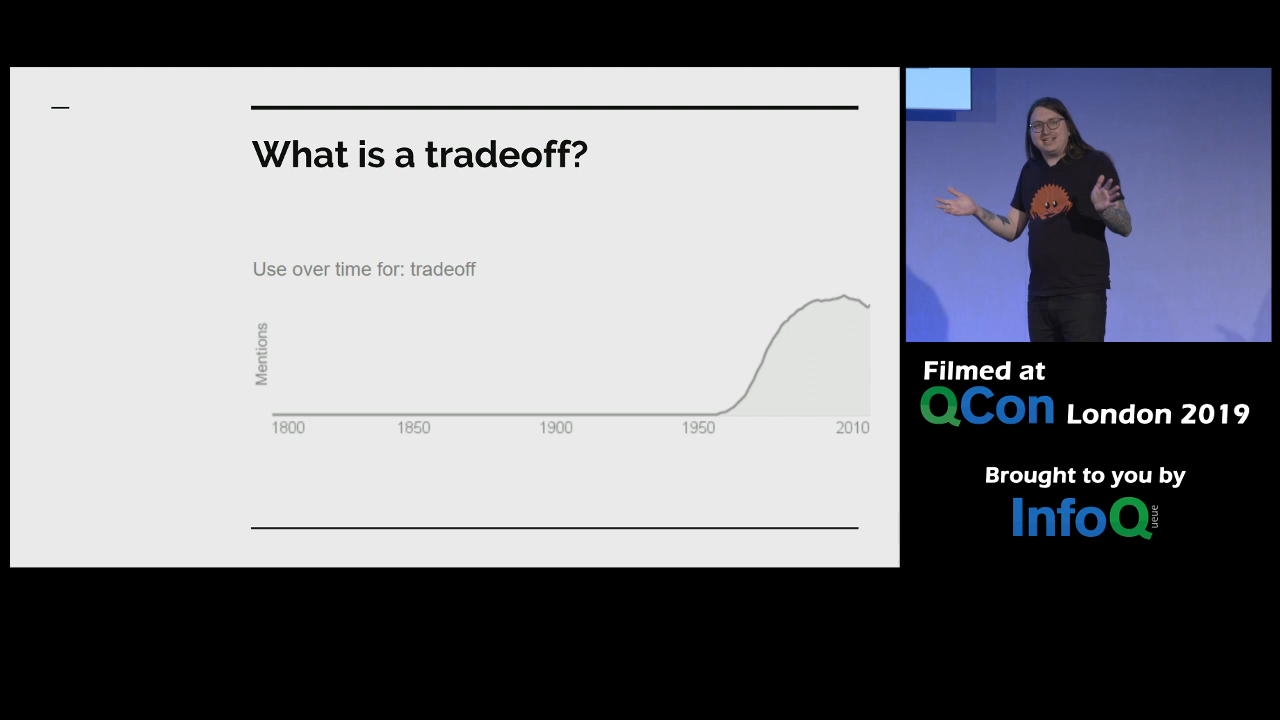 What is a tradeoff?
Use over time for: tradeoff
Mentions
1800 1850 1900 1950 2010
Filmed at
QCon London 2019
Brought to you by
InfoQ
ueue